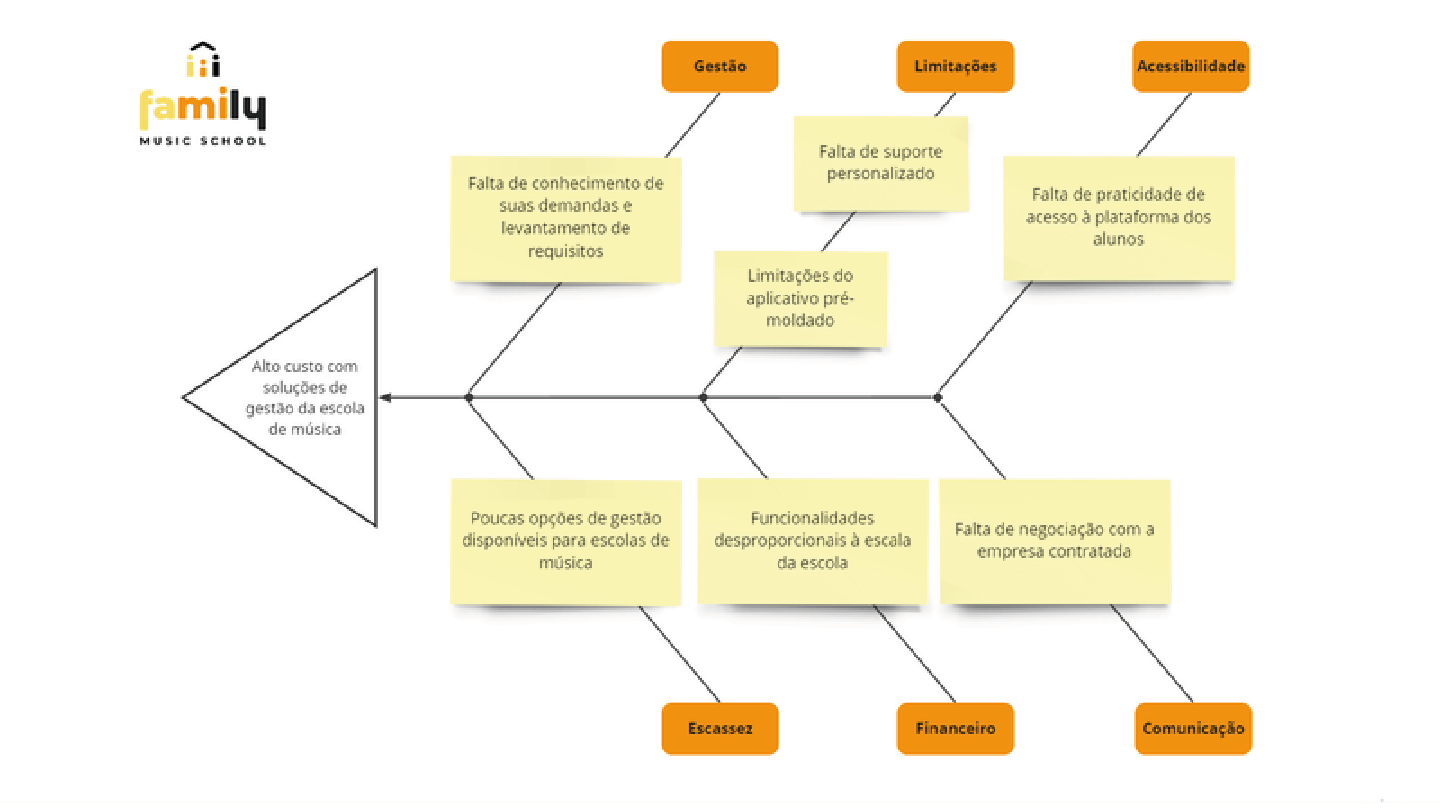 family
MUSIC SCHOOL
Gestão
Limitações
Acessibilidade
Falta de conhecimento de
suas demandas e
levantamento de
requisitos
Falta de suporte
personalizado
Limitações do
aplicativo pré-
moldado
Falta de praticidade de
acesso à plataforma dos
alunos
Alto custo com
soluções de
gestão da escola
de música
Poucas opções de gestão
disponíveis para escolas de
música
Funcionalidades
desproporcionais à escala
da escola
Falta de negociação com a
empresa contratada
Escassez
Financeiro
Comunicação